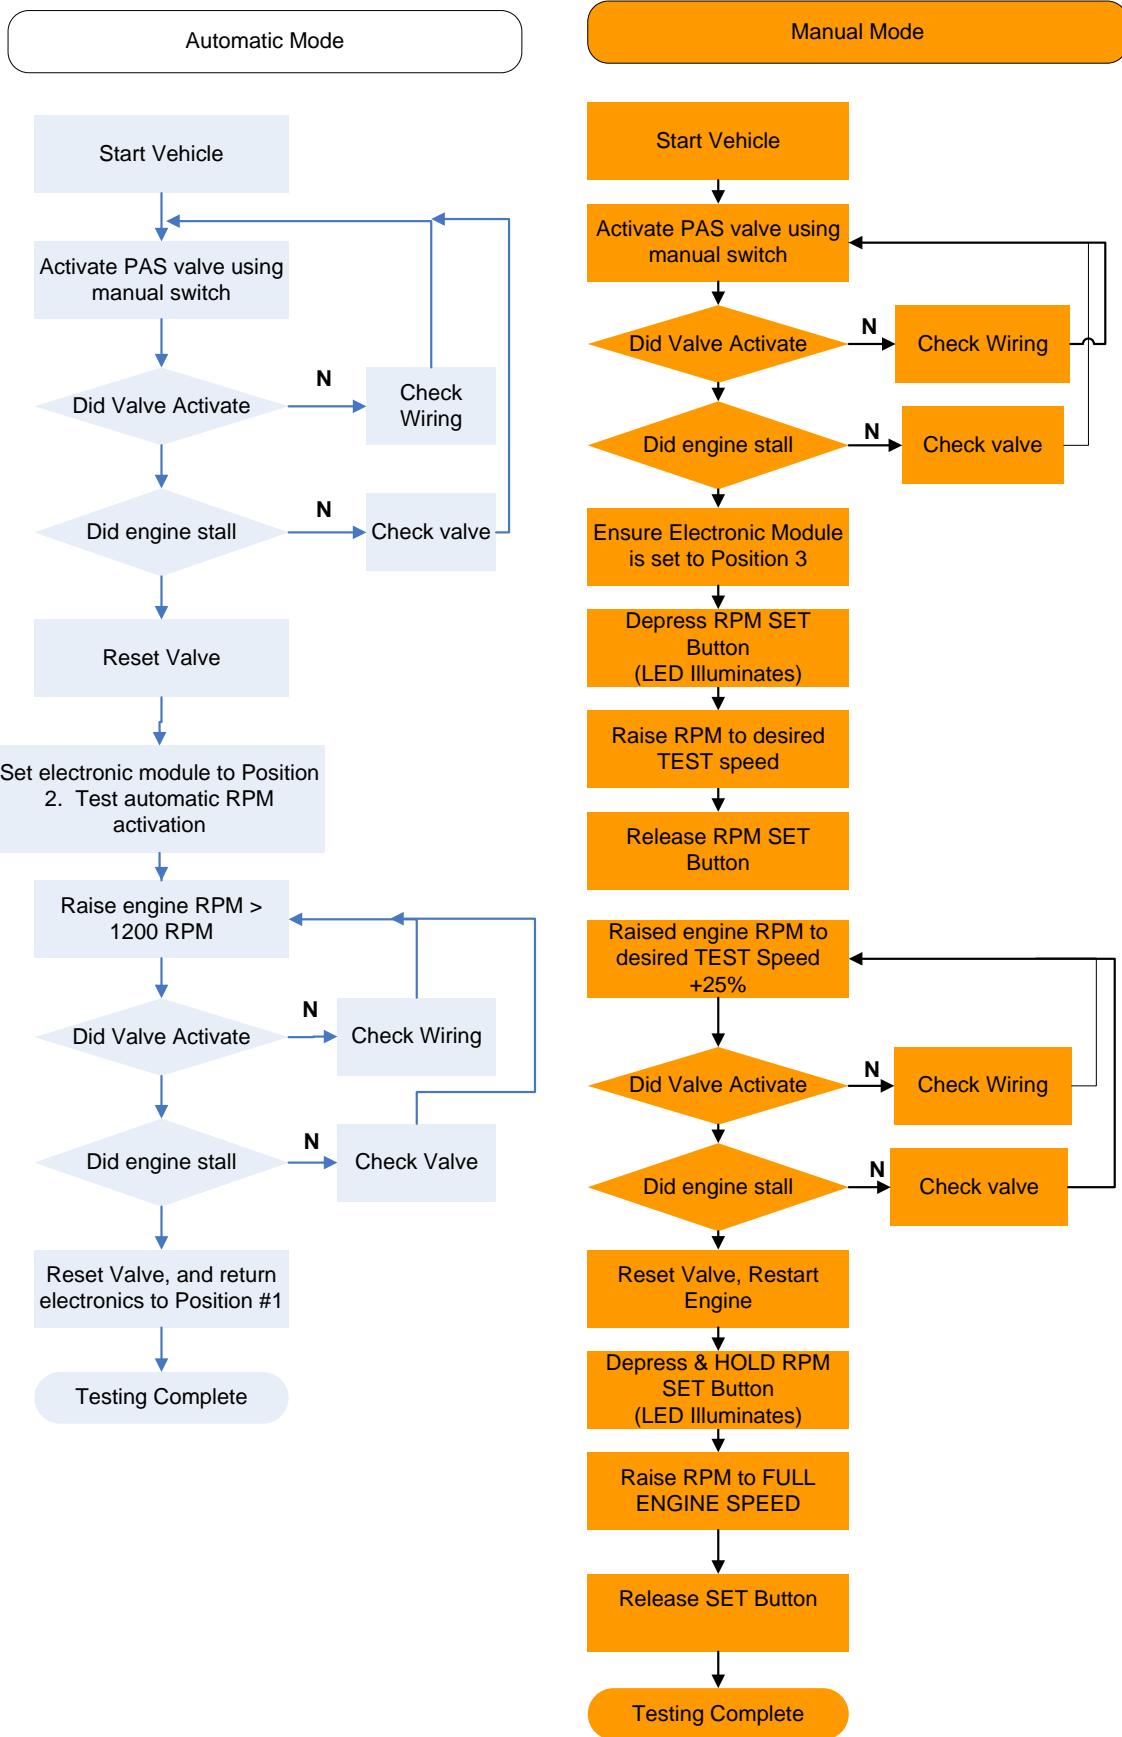 Automatic Mode
Start Vehicle
Activate PAS valve using
manual switch
Did Valve Activate
N
Check
Wiring
Did engine stall
N
Check valve
Reset Valve
Set electronic module to Position
2.  Test automatic RPM
activation
Raise engine RPM >
1200 RPM
Did Valve Activate
N
Check Wiring
Did engine stall
N
Check Valve
Reset Valve, and return
electronics to Position #1
Testing Complete
Manual Mode
Start Vehicle
Activate PAS valve using
manual switch
Did Valve Activate
N
Check Wiring
Did engine stall
N
Check valve
Ensure Electronic Module
is set to Position 3
Depress RPM SET
Button
(LED Illuminates)
Raise RPM to desired
TEST speed
Release RPM SET
Button
Raised engine RPM to
desired TEST Speed
+25%
Did Valve Activate
N
Check Wiring
Did engine stall
N
Check valve
Reset Valve, Restart
Engine
Depress & HOLD RPM
SET Button
(LED Illuminates)
Raise RPM to FULL
ENGINE SPEED
Release SET Button
Testing Complete